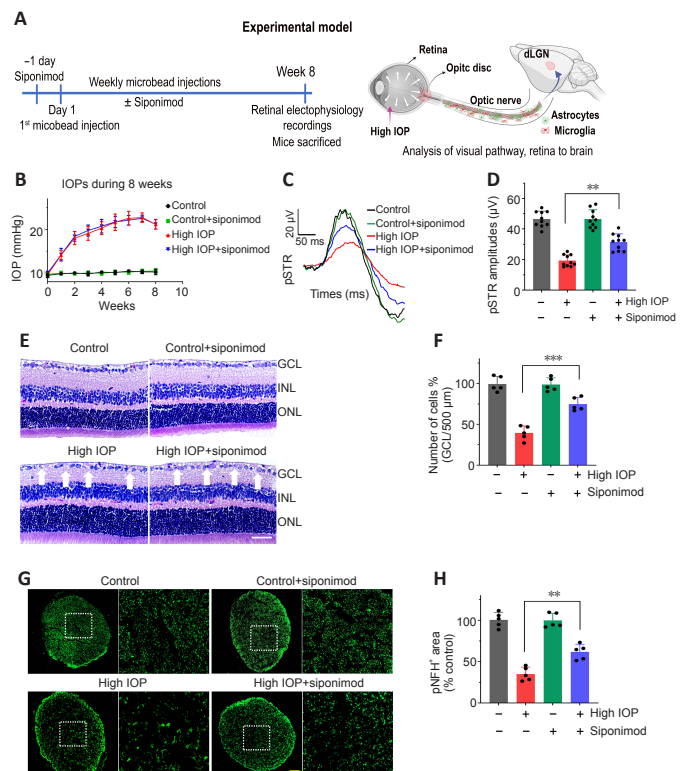 A
Experimental model
−1 day
Siponimod
Weekly microbead injections
Week 8
± Siponimod
Day 1
1st micobead injection
Retinal electophysiology
recordings
Mice sacrificed
Retina
Opitc disc
dLGN
Optic nerve
High IOP
Astrocytes
Microglia
Analysis of visual pathway, retina to brain
B
IOPs during 8 weeks
Control
Control+siponimod
High IOP
High IOP+siponimod
IOP (mmHg)
20
10
0 2 4 6 8 10
Weeks
C
20 μV
50 ms
pSTR
Times (ms)
Control
Control+siponimod
High IOP
High IOP+siponimod
D
pSTR amplitudes (μV)
60
40
20
0
**
− + − + High IOP
− − + + Siponimod
E
Control
Control+siponimod
GCL
INL
ONL
High IOP
High IOP+siponimod
GCL
INL
ONL
F
Number of cells %
(GCL/500 μm)
100
50
0
***
− + − + High IOP
− − + + Siponimod
G
Control
Control+siponimod
High IOP
High IOP+siponimod
H
pNFH+ area
(% control)
100
50
0
**
− + − + High IOP
− − + + Siponimod